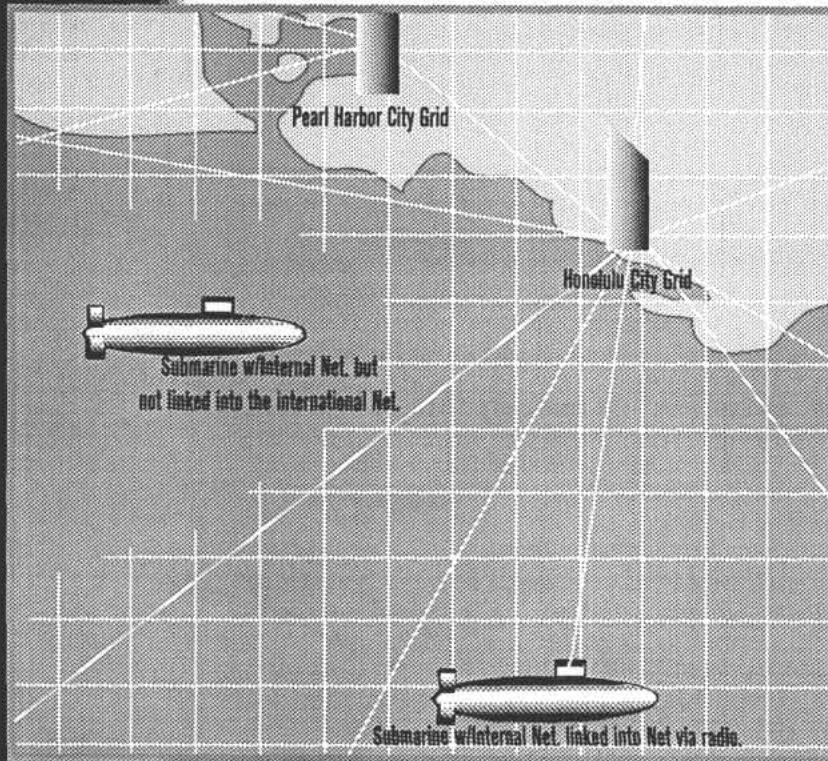 Pearl Harbor City Grid
Honolulu City Grid
Submarine w/Internal Net. but
not linked into the international Net.
Submarine w/Internal Net. linked into Net via radio.